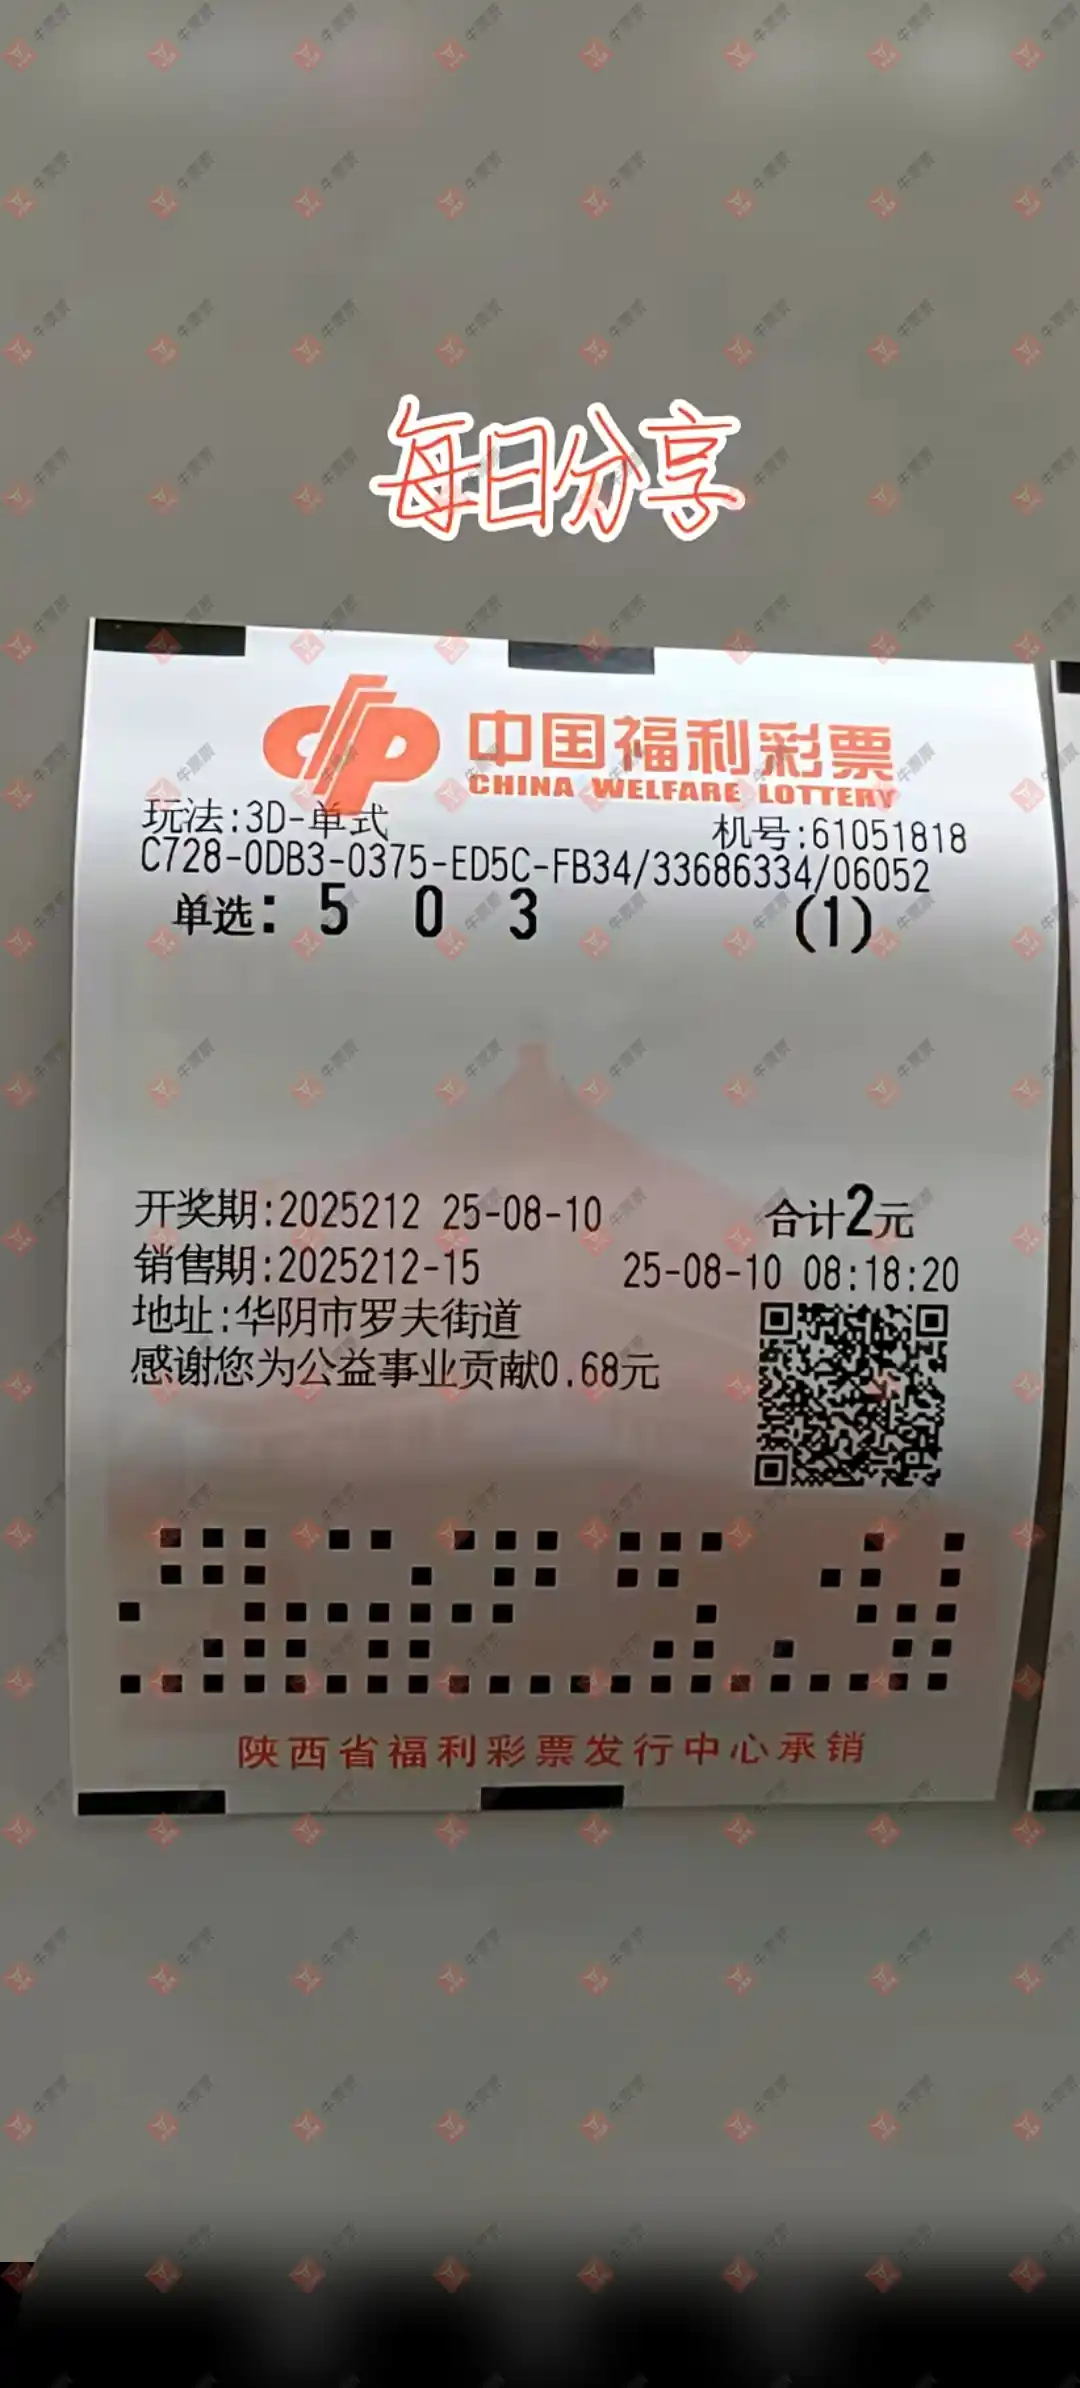 每日分享
中国福利彩票
CHINA WELFARE LOTTERY
玩法:3D-单式 机号:61051818
C728-0DB3-0375-ED5C-FB34/33686334/06052
单选: 5 0 3 (1)
开奖期:2025212 25-08-10 合计2元
销售期:2025212-15 25-08-10 08:18:20
地址:华阴市罗夫街道
感谢您为公益事业贡献0.68元
陕西省福利彩票发行中心承销